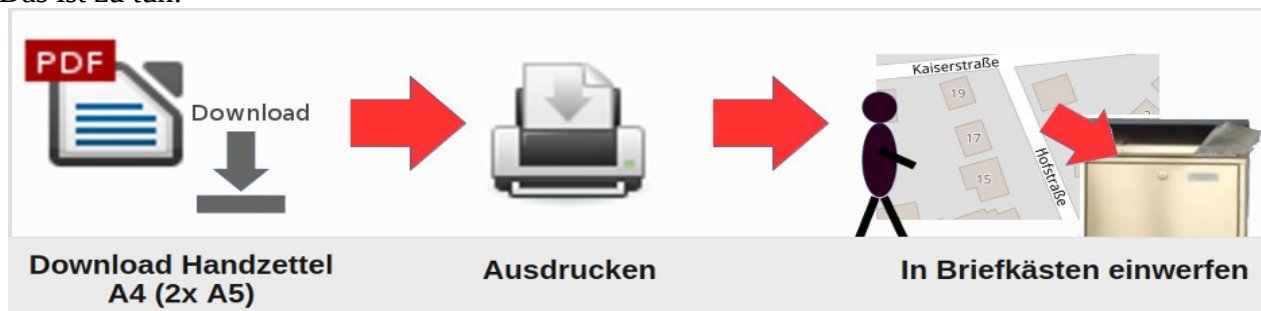 Das ist zu tun:
PDF
Download
Kaiserstraße
19
17
15
Hofstraße
Download Handzettel
A4 (2x A5)
Ausdrucken
In Briefkästen einwerfen